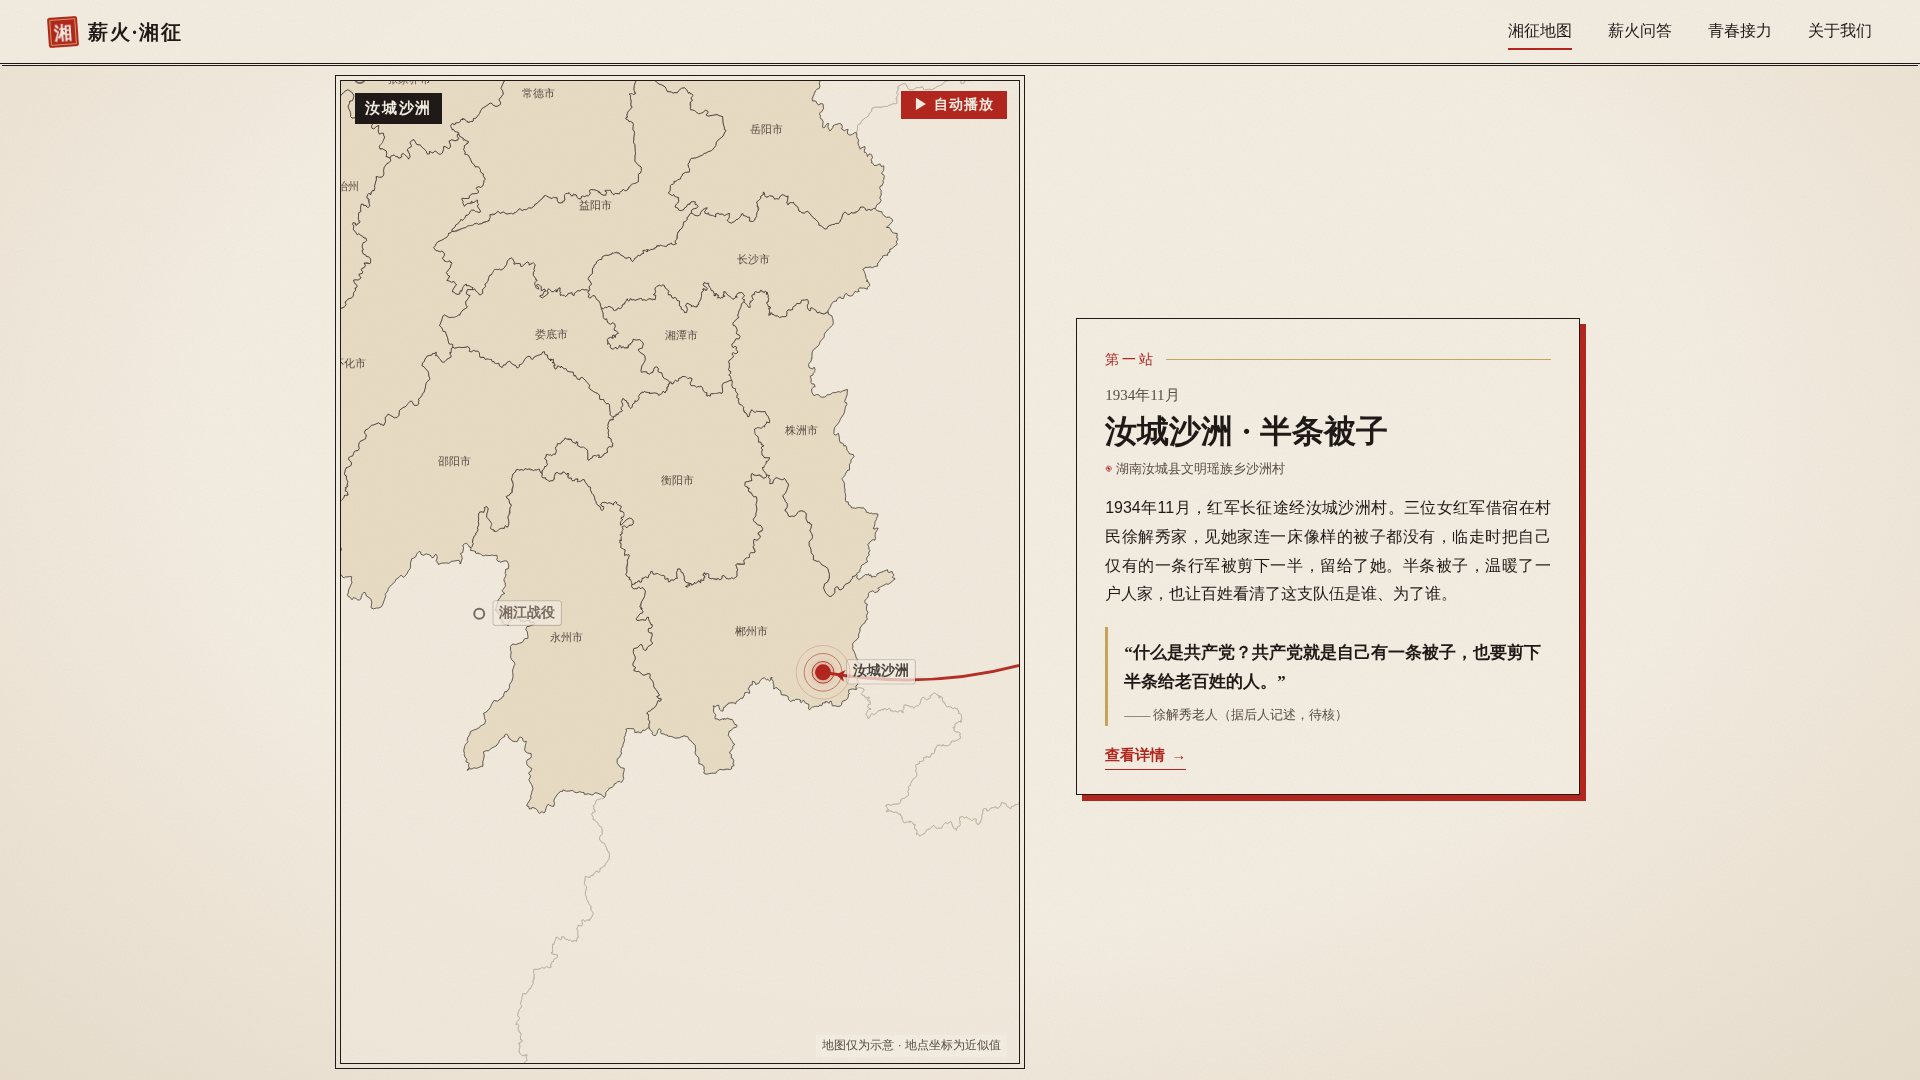 湘
薪火·湘征
湘征地图
薪火问答
青春接力
关于我们
汝城沙洲
▶ 自动播放
常德市
岳阳市
治州
益阳市
长沙市
娄底市
湘潭市
化市
株洲市
邵阳市
衡阳市
湘江战役
永州市
郴州市
汝城沙洲
地图仅为示意 · 地点坐标为近似值
第一站
1934年11月
汝城沙洲 · 半条被子
湖南汝城县文明瑶族乡沙洲村
1934年11月，红军长征途经汝城沙洲村。三位女红军借宿在村
民徐解秀家，见她家连一床像样的被子都没有，临走时把自己
仅有的一条行军被剪下一半，留给了她。半条被子，温暖了一
户人家，也让百姓看清了这支队伍是谁、为了谁。
“什么是共产党？共产党就是自己有一条被子，也要剪下
半条给老百姓的人。”
—— 徐解秀老人（据后人记述，待核）
查看详情 →